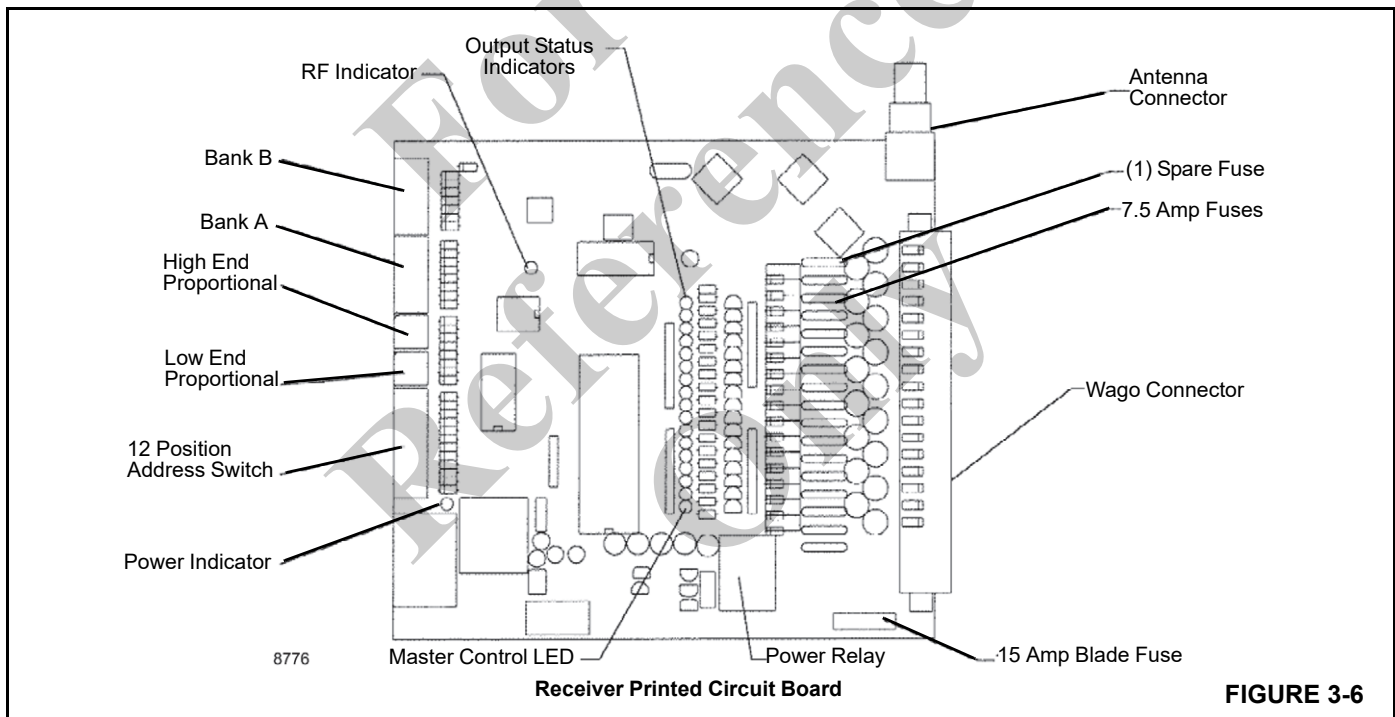 For
Reference
Only
Output Status
Indicators
RF Indicator
Antenna
Connector
Bank B
(1) Spare Fuse
7.5 Amp Fuses
Bank A
High End
Proportional
Low End
Proportional
Wago Connector
12 Position
Address Switch
Power Indicator
8776
Master Control LED
Power Relay
15 Amp Blade Fuse
Receiver Printed Circuit Board
FIGURE 3-6